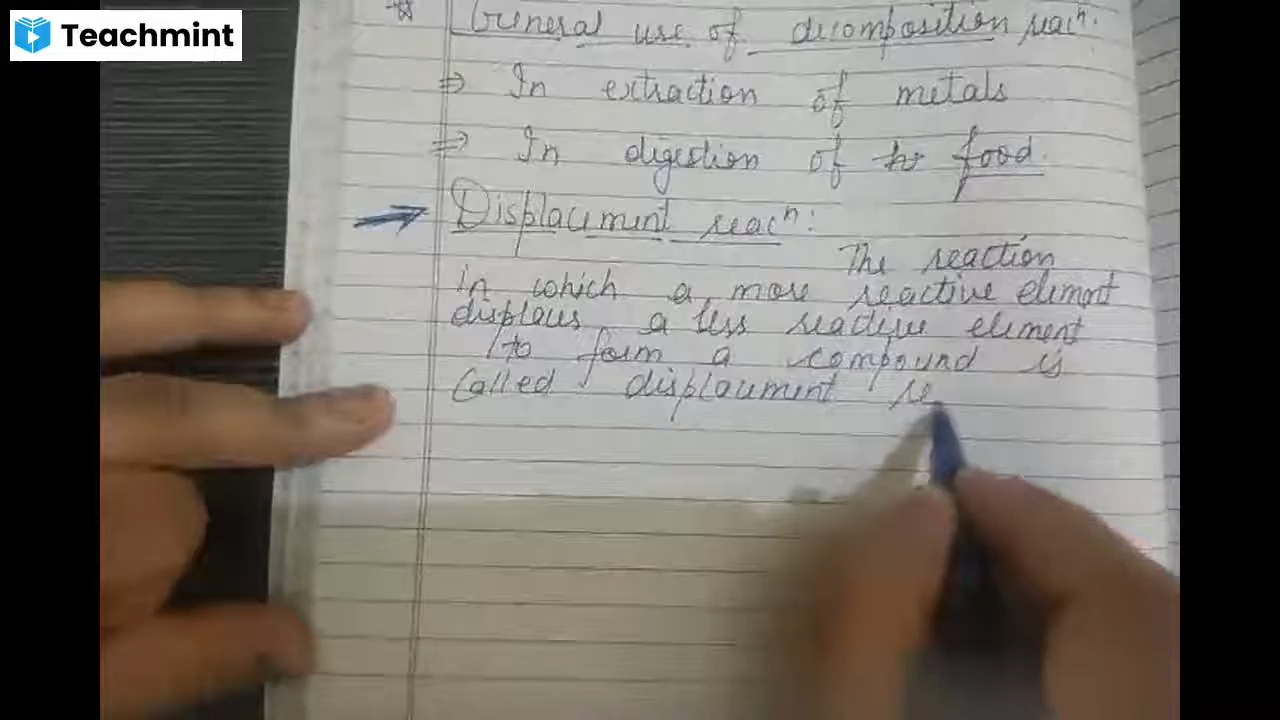 Teachmint
General use of decomposition reacⁿ:
⇒ In extraction of metals
⇒ In digestion of food.
→ Displacement reacⁿ:
The reaction
in which a more reactive element
displaces a less reactive element
to form a compound is
called displacement re